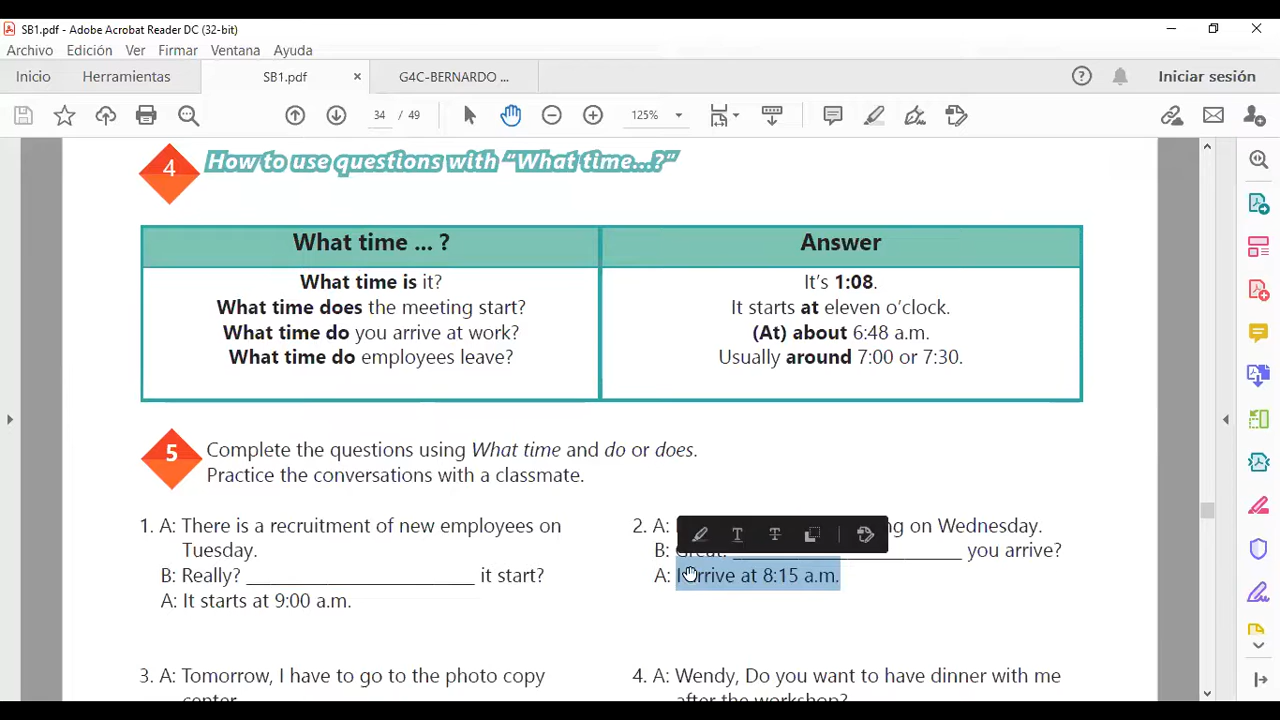 SB1.pdf - Adobe Acrobat Reader DC (32-bit)
Archivo Edición Ver Firmar Ventana Ayuda
Inicio Herramientas SB1.pdf × G4C-BERNARDO ... Iniciar sesión
34 / 49 125%
4 How to use questions with “What time...?”
What time ... ? Answer
What time is it? It’s 1:08.
What time does the meeting start? It starts at eleven o’clock.
What time do you arrive at work? (At) about 6:48 a.m.
What time do employees leave? Usually around 7:00 or 7:30.
5 Complete the questions using What time and do or does.
Practice the conversations with a classmate.
1. A: There is a recruitment of new employees on
Tuesday.
B: Really? ________________________ it start?
A: It starts at 9:00 a.m.
2. A: on Wednesday.
B: Great! ________________________ you arrive?
A: I arrive at 8:15 a.m.
3. A: Tomorrow, I have to go to the photo copy
center.
4. A: Wendy, Do you want to have dinner with me
after the workshop?